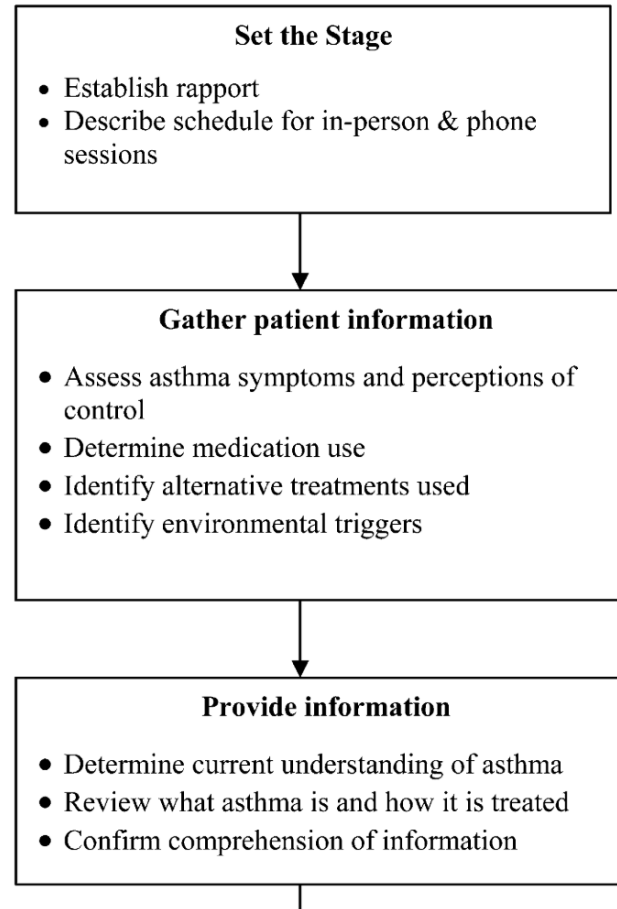 Set the Stage
• Establish rapport
• Describe schedule for in-person & phone
sessions
Gather patient information
• Assess asthma symptoms and perceptions of
control
• Determine medication use
• Identify alternative treatments used
• Identify environmental triggers
Provide information
• Determine current understanding of asthma
• Review what asthma is and how it is treated
• Confirm comprehension of information